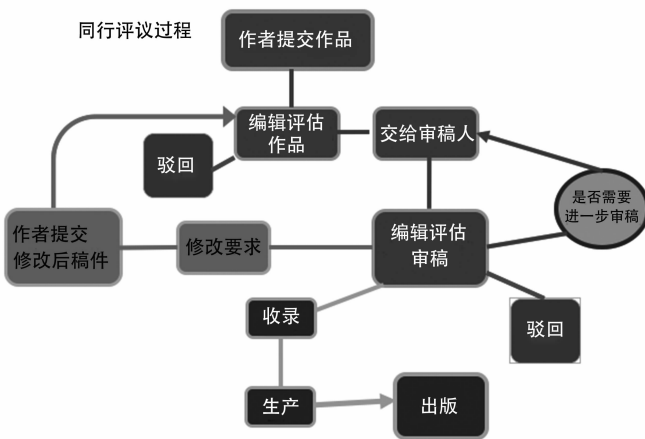 同行评议过程
作者提交作品
编辑评估
作品
交给审稿人
驳回
是否需要
进一步审稿
作者提交
修改后稿件
修改要求
编辑评估
审稿
收录
驳回
生产
出版